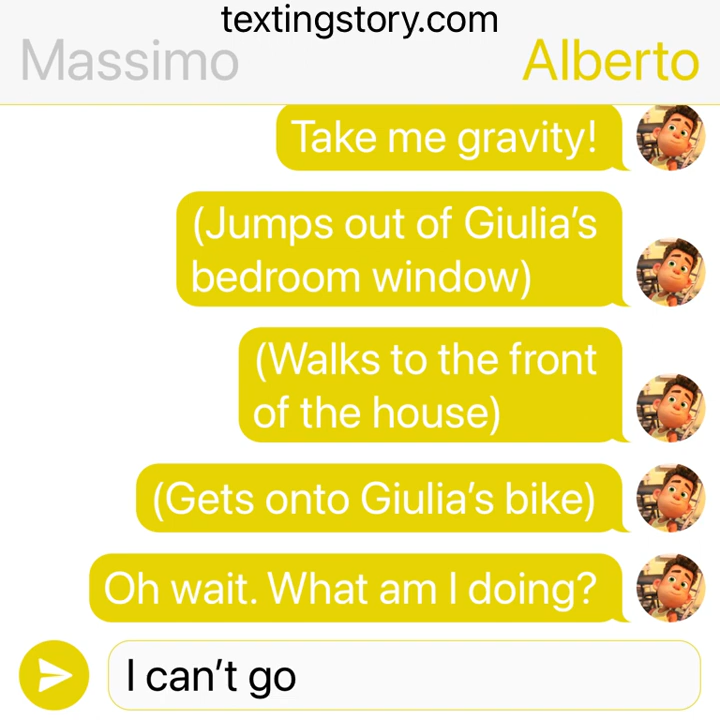 textingstory.com
Massimo
Alberto
Take me gravity!
(Jumps out of Giulia’s
bedroom window)
(Walks to the front
of the house)
(Gets onto Giulia’s bike)
Oh wait. What am I doing?
I can’t go